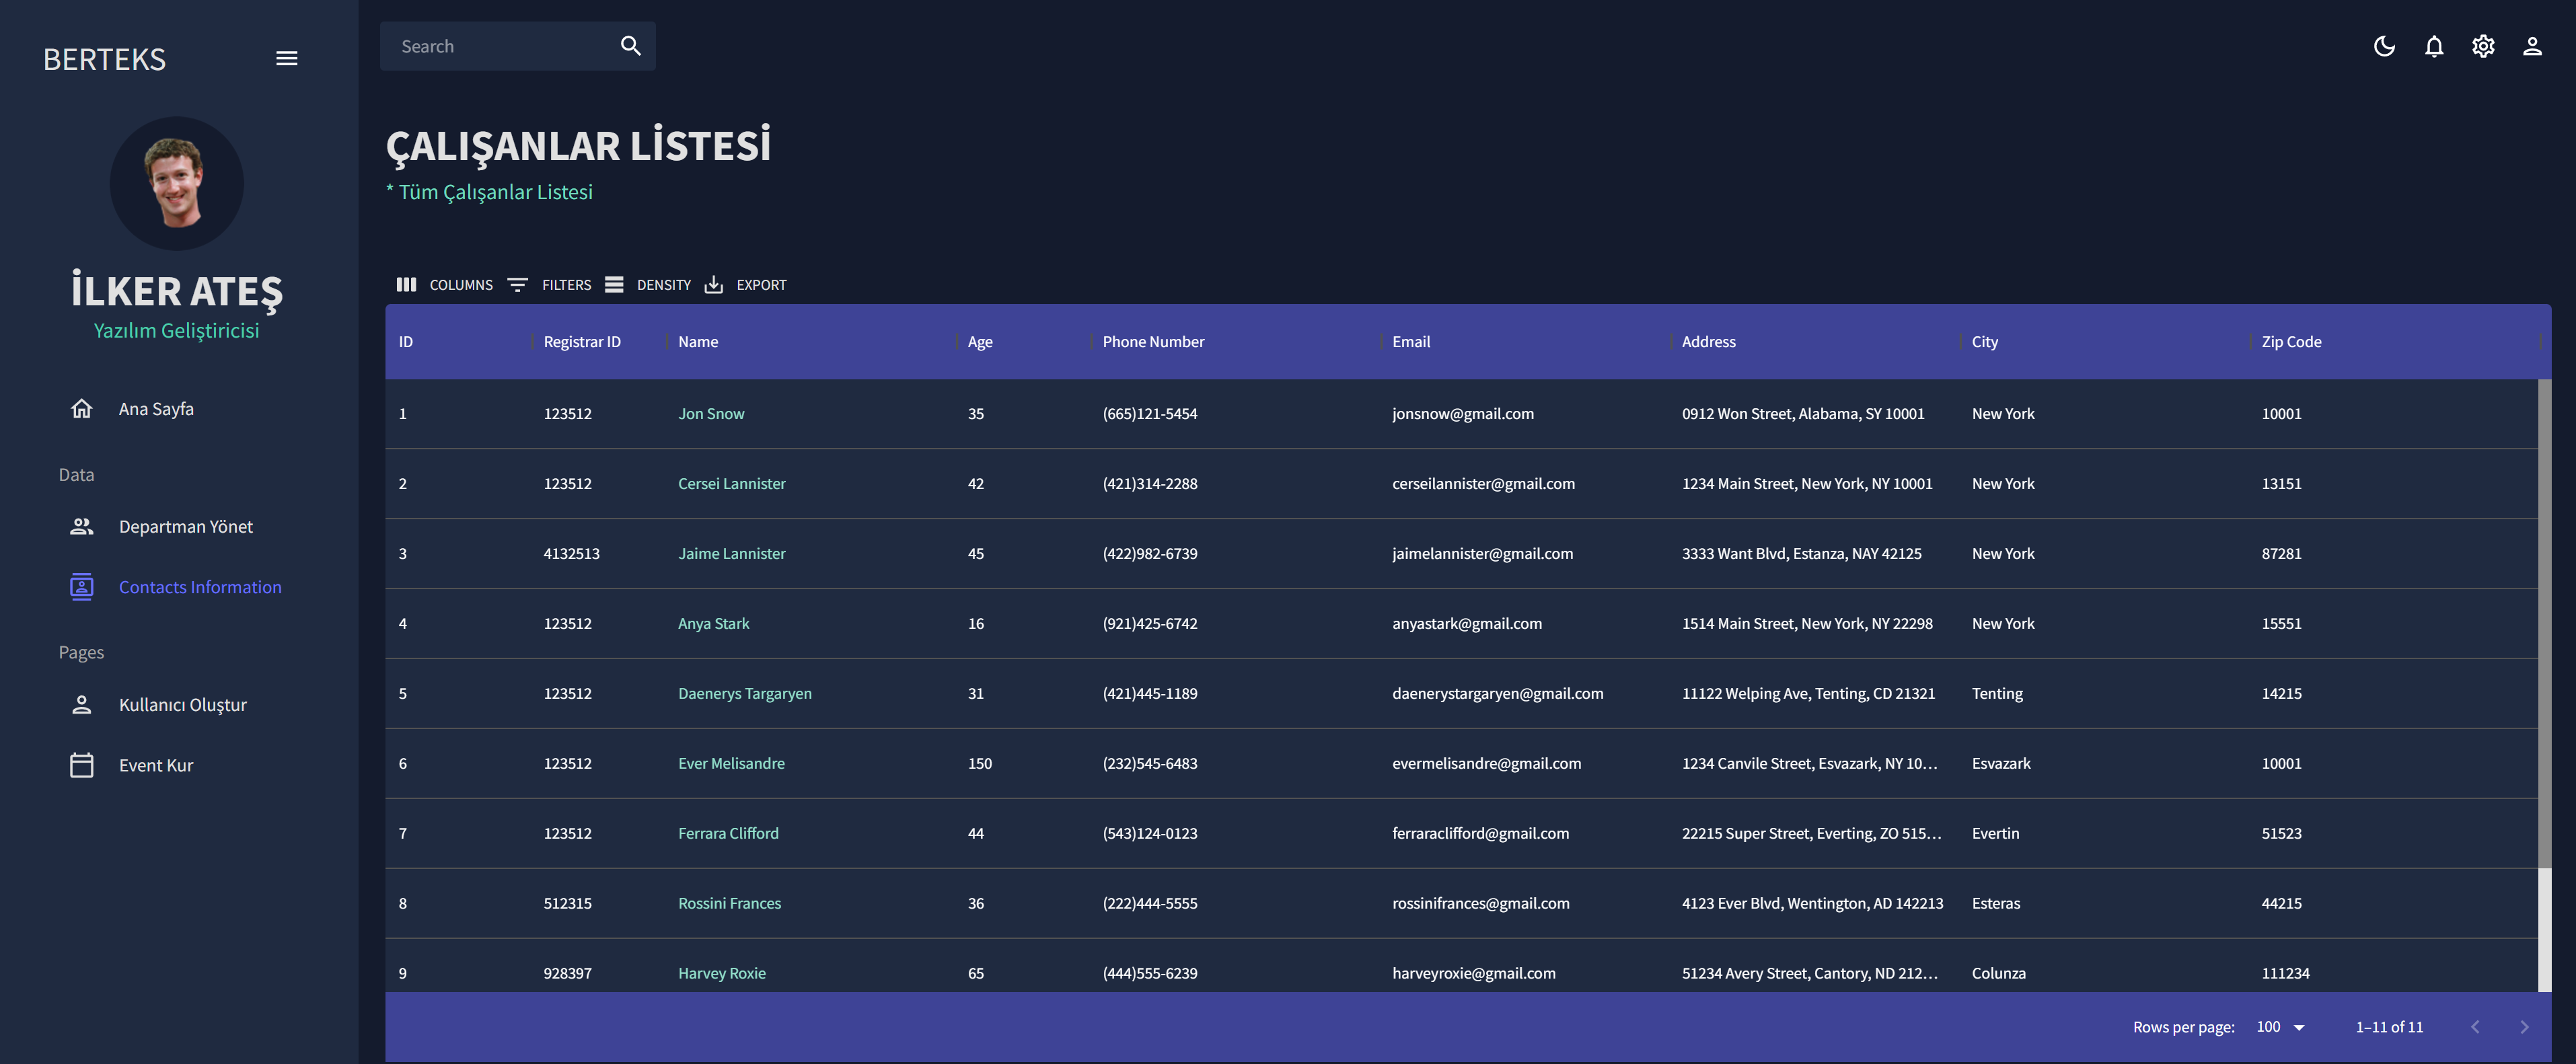 BERTEKS
Search
İLKER ATEŞ
Yazılım Geliştiricisi
Ana Sayfa
Data
Departman Yönet
Contacts Information
Pages
Kullanıcı Oluştur
Event Kur
ÇALIŞANLAR LİSTESİ
* Tüm Çalışanlar Listesi
COLUMNS FILTERS DENSITY EXPORT
ID Registrar ID Name Age Phone Number Email Address City Zip Code
1 123512 Jon Snow 35 (665)121-5454 jonsnow@gmail.com 0912 Won Street, Alabama, SY 10001 New York 10001
2 123512 Cersei Lannister 42 (421)314-2288 cerseilannister@gmail.com 1234 Main Street, New York, NY 10001 New York 13151
3 4132513 Jaime Lannister 45 (422)982-6739 jaimelannister@gmail.com 3333 Want Blvd, Estanza, NAY 42125 New York 87281
4 123512 Anya Stark 16 (921)425-6742 anyastark@gmail.com 1514 Main Street, New York, NY 22298 New York 15551
5 123512 Daenerys Targaryen 31 (421)445-1189 daenerystargaryen@gmail.com 11122 Welping Ave, Tenting, CD 21321 Tenting 14215
6 123512 Ever Melisandre 150 (232)545-6483 evermelisandre@gmail.com 1234 Canvile Street, Esvazark, NY 10… Esvazark 10001
7 123512 Ferrara Clifford 44 (543)124-0123 ferraraclifford@gmail.com 22215 Super Street, Everting, ZO 515… Evertin 51523
8 512315 Rossini Frances 36 (222)444-5555 rossinifrances@gmail.com 4123 Ever Blvd, Wentington, AD 142213 Esteras 44215
9 928397 Harvey Roxie 65 (444)555-6239 harveyroxie@gmail.com 51234 Avery Street, Cantory, ND 212… Colunza 111234
Rows per page: 100 1–11 of 11